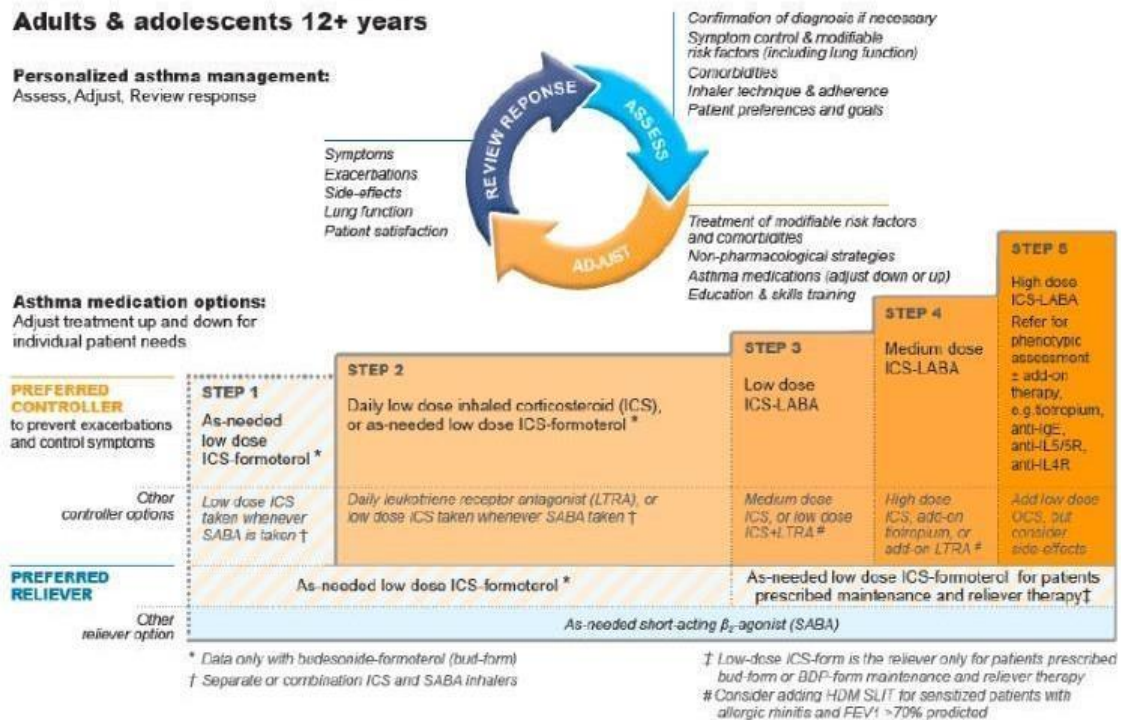 Adults & adolescents 12+ years
Personalized asthma management:
Assess, Adjust, Review response
Confirmation of diagnosis if necessary
Symptom control & modifiable
risk factors (including lung function)
Comorbidities
Inhaler technique & adherence
Patient preferences and goals
REVIEW REPONSE
ASSESS
ADJUST
Symptoms
Exacerbations
Side-effects
Lung function
Patient satisfaction
Treatment of modifiable risk factors
and comorbidities
Non-pharmacological strategies
Asthma medications (adjust down or up)
Education & skills training
Asthma medication options:
Adjust treatment up and down for
individual patient needs
PREFERRED
CONTROLLER
to prevent exacerbations
and control symptoms
STEP 1
As-needed
low dose
ICS-formoterol *
STEP 2
Daily low dose inhaled corticosteroid (ICS),
or as-needed low dose ICS-formoterol *
STEP 3
Low dose
ICS-LABA
STEP 4
Medium dose
ICS-LABA
STEP 5
High dose
ICS-LABA
Refer for
phenotypic
assessment
± add-on
therapy,
e.g.tiotropium,
anti-IgE,
anti-IL5/5R,
anti-IL4R
Other
controller options
Low dose ICS
taken whenever
SABA is taken †
Daily leukotriene receptor antagonist (LTRA), or
low dose ICS taken whenever SABA taken †
Medium dose
ICS, or low dose
ICS+LTRA #
High dose
ICS, add-on
tiotropium, or
add-on LTRA #
Add low dose
OCS, but
consider
side-effects
PREFERRED
RELIEVER
As-needed low dose ICS-formoterol *
As-needed low dose ICS-formoterol for patients
prescribed maintenance and reliever therapy‡
Other
reliever option
As-needed short-acting β₂-agonist (SABA)
* Data only with budesonide-formoterol (bud-form)
† Separate or combination ICS and SABA inhalers
‡ Low-dose ICS-form is the reliever only for patients prescribed
bud-form or BDP-form maintenance and reliever therapy
# Consider adding HDM SLIT for sensitized patients with
allergic rhinitis and FEV1 >70% predicted